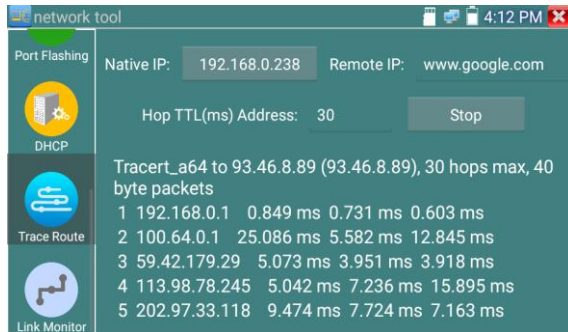 network tool
4:12 PM
Port Flashing
Native IP: 192.168.0.238 Remote IP: www.google.com
Hop TTL(ms) Address: 30 Stop
DHCP
Tracert_a64 to 93.46.8.89 (93.46.8.89), 30 hops max, 40
byte packets
1 192.168.0.1 0.849 ms 0.731 ms 0.603 ms
2 100.64.0.1 25.086 ms 5.582 ms 12.845 ms
3 59.42.179.29 5.073 ms 3.951 ms 3.918 ms
4 113.98.78.245 5.042 ms 7.236 ms 15.895 ms
5 202.97.33.118 9.474 ms 7.724 ms 7.163 ms
Trace Route
Link Monitor